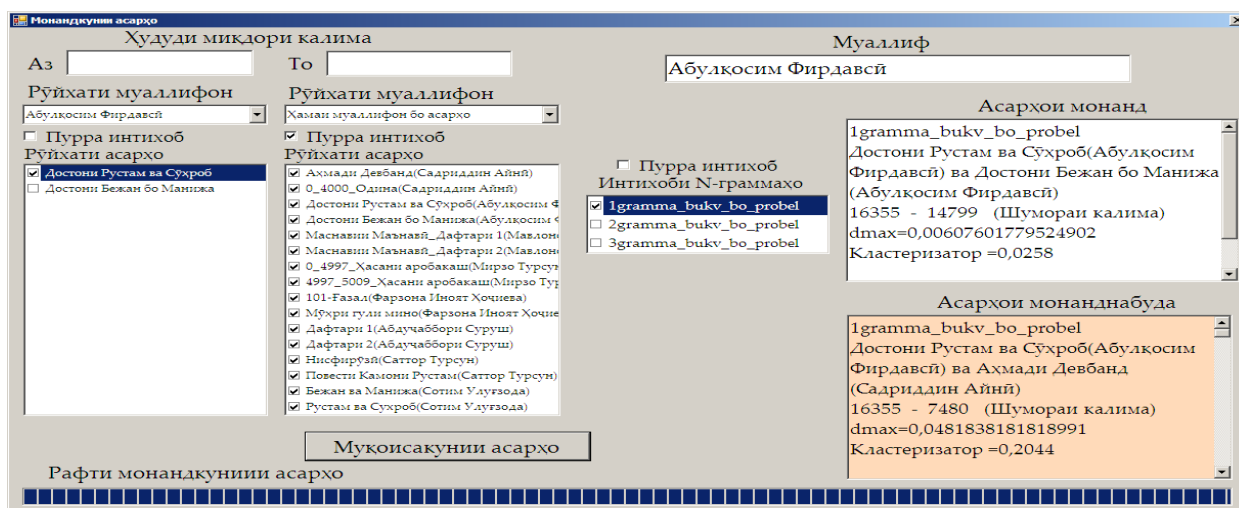 Монандкунии асарҳо
Ҳудуди миқдори калима
Аз
То
Рӯйхати муаллифон
Абулқосим Фирдавсӣ
Пурра интихоб
Рӯйхати асарҳо
Достони Рустам ва Сӯҳроб
Достони Бежан бо Манижа
Рӯйхати муаллифон
Ҳамаи муаллифон бо асарҳо
Пурра интихоб
Рӯйхати асарҳо
Аҳмади Девбанд(Садриддин Айнӣ)
0_4000_Одина(Садриддин Айнӣ)
Достони Рустам ва Сӯҳроб(Абулқосим Ф
Достони Бежан бо Манижа(Абулқосим
Маснавии Маънавӣ_Дафтари 1(Мавлон
Маснавии Маънавӣ_Дафтари 2(Мавлон
0_4997_Ҳасани аробакаш(Мирзо Турсун
4997_5009_Ҳасани аробакаш(Мирзо Ту
101-Ғазал(Фарзона Иноят Ҳоҷиева)
Мӯҳри гули мино(Фарзона Иноят Ҳоҷие
Дафтари 1(Абдуҷаббори Суруш)
Дафтари 2(Абдуҷаббори Суруш)
Нисфирӯзӣ(Саттор Турсун)
Повести Камони Рустам(Саттор Турсун)
Бежан ва Манижа(Сотим Улуғзода)
Рустам ва Сухроб(Сотим Улуғзода)
Пурра интихоб
Интихоби N-граммаҳо
1gramma_bukv_bo_probel
2gramma_bukv_bo_probel
3gramma_bukv_bo_probel
Муаллиф
Абулқосим Фирдавсӣ
Асарҳои монанд
1gramma_bukv_bo_probel
Достони Рустам ва Сӯҳроб(Абулқосим
Фирдавсӣ) ва Достони Бежан бо Манижа
(Абулқосим Фирдавсӣ)
16355 - 14799 (Шумораи калима)
dmax=0,00607601779524902
Кластеризатор =0,0258
Асарҳои монанднабуда
1gramma_bukv_bo_probel
Достони Рустам ва Сӯҳроб(Абулқосим
Фирдавсӣ) ва Аҳмади Девбанд
(Садриддин Айнӣ)
16355 - 7480 (Шумораи калима)
dmax=0,0481838181818991
Кластеризатор =0,2044
Муқоисакунии асарҳо
Рафти монандкуниии асарҳо